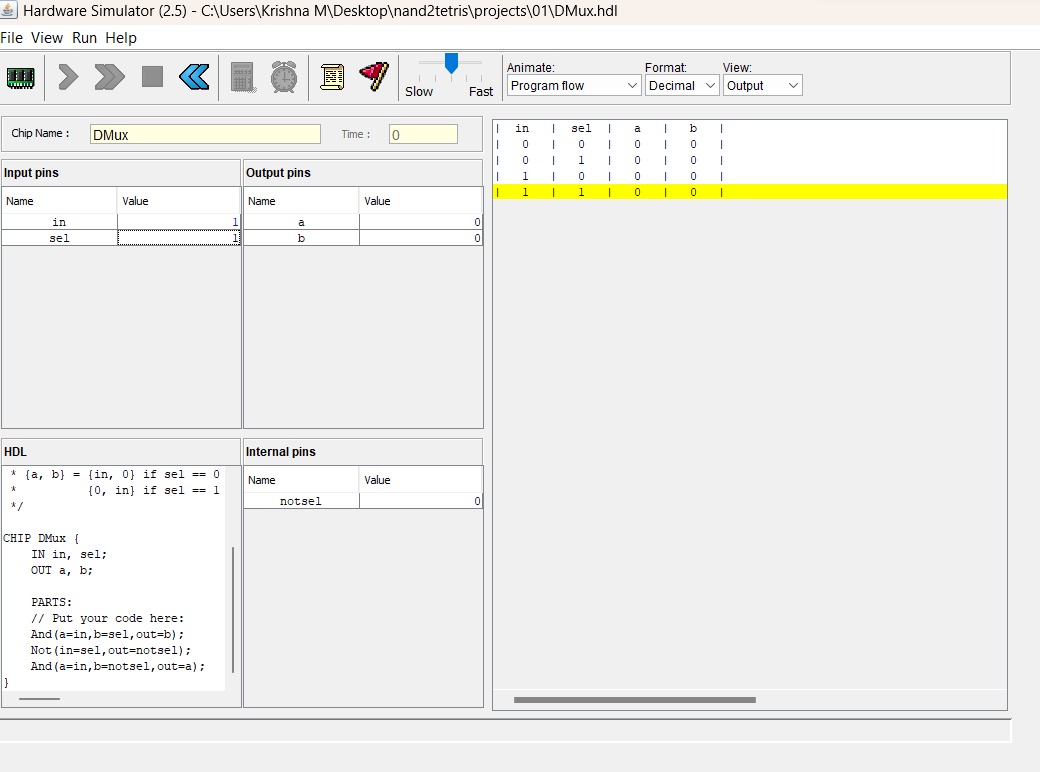 Hardware Simulator (2.5) - C:\Users\Krishna M\Desktop\nand2tetris\projects\01\DMux.hdl
File View Run Help
Slow Fast
Animate: Format: View:
Program flow Decimal Output
Chip Name : DMux Time : 0
Input pins
Name Value
in 1
sel 1
Output pins
Name Value
a 0
b 0
HDL
* {a, b} = {in, 0} if sel == 0
* {0, in} if sel == 1
*/
CHIP DMux {
IN in, sel;
OUT a, b;
PARTS:
// Put your code here:
And(a=in,b=sel,out=b);
Not(in=sel,out=notsel);
And(a=in,b=notsel,out=a);
}
Internal pins
Name Value
notsel 0
| in | sel | a | b |
| 0 | 0 | 0 | 0 |
| 0 | 1 | 0 | 0 |
| 1 | 0 | 0 | 0 |
| 1 | 1 | 0 | 0 |